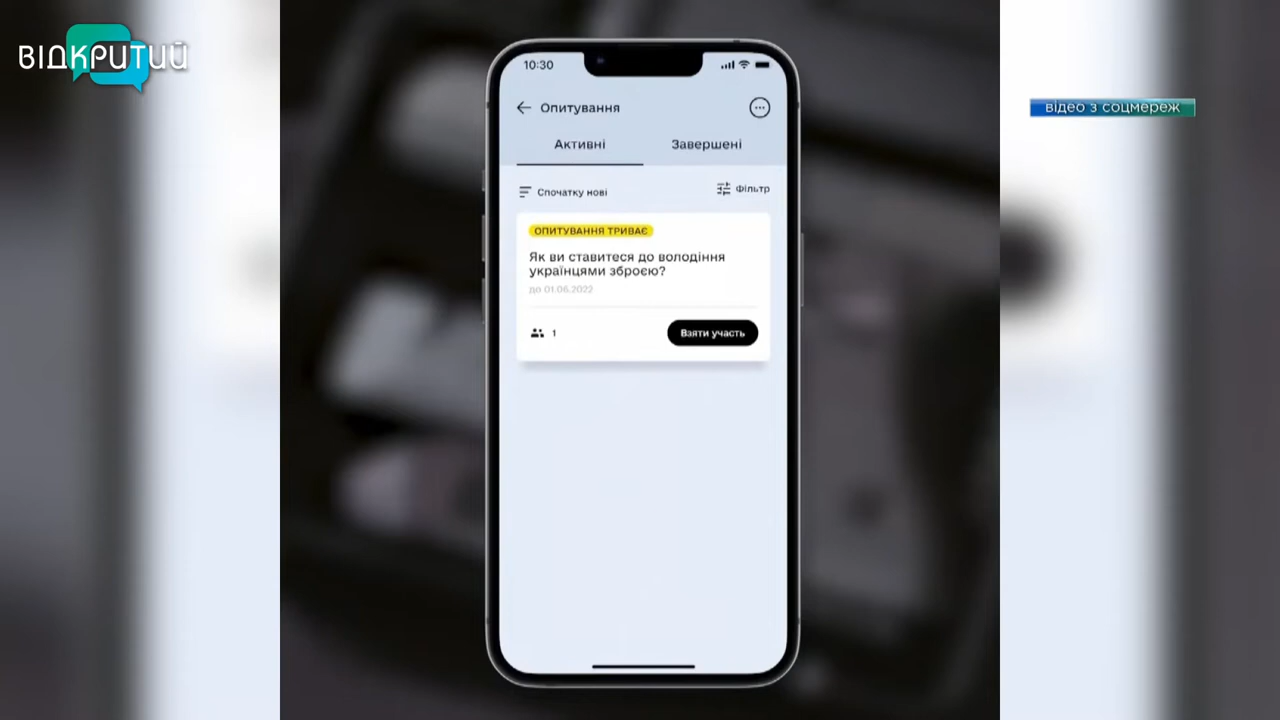 ВІДКРИТИЙ
відео з соцмереж
10:30
Опитування
Активні
Завершені
Спочатку нові
Фільтр
ОПИТУВАННЯ ТРИВАЄ
Як ви ставитеся до володіння
українцями зброєю?
до 01.06.2022
1
Взяти участь